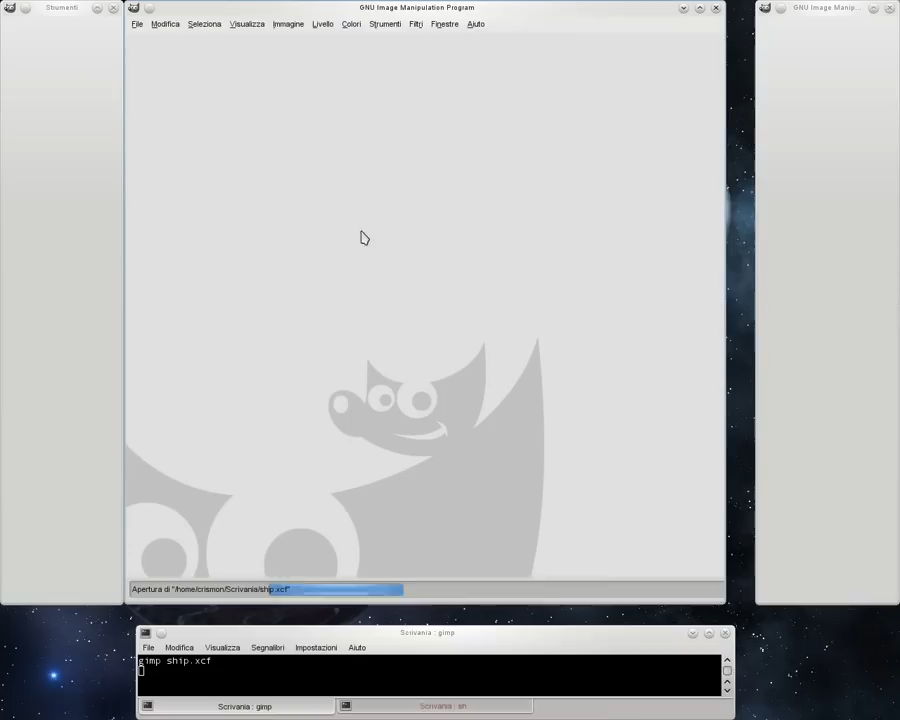 Strumenti
GNU Image Manipulation Program
GNU Image Manip...
File Modifica Seleziona Visualizza Immagine Livello Colori Strumenti Filtri Finestre Aiuto
Apertura di "/home/crismon/Scrivania/ship.xcf"
Scrivania : gimp
File Modifica Visualizza Segnalibri Impostazioni Aiuto
gimp ship.xcf
Scrivania : gimp
Scrivania : sh